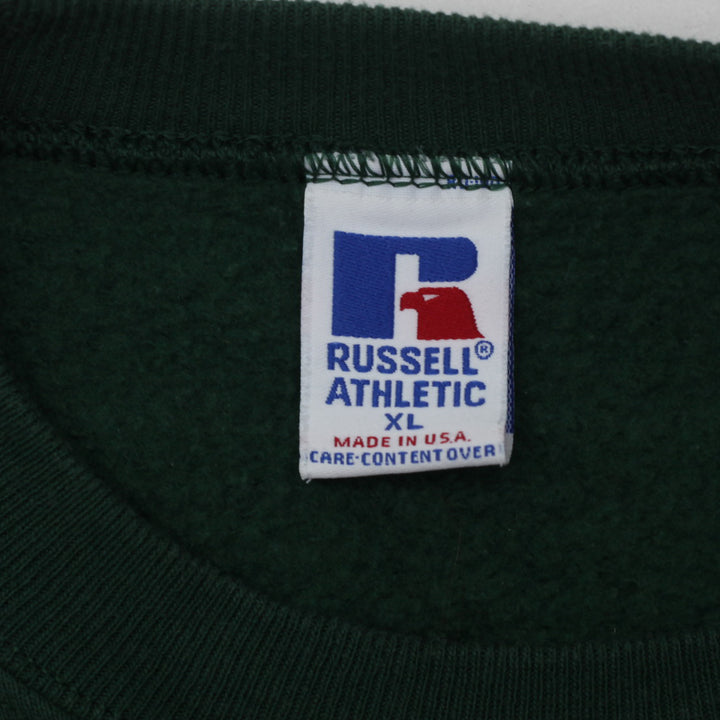 RUSSELL®
ATHLETIC
XL
MADE IN U.S.A.
CARE-CONTENT OVER